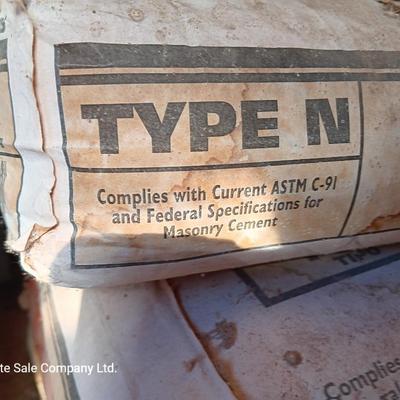 TYPE N
Complies with Current ASTM C-91
and Federal Specifications for
Masonry Cement
Complies
te Sale Company Ltd.